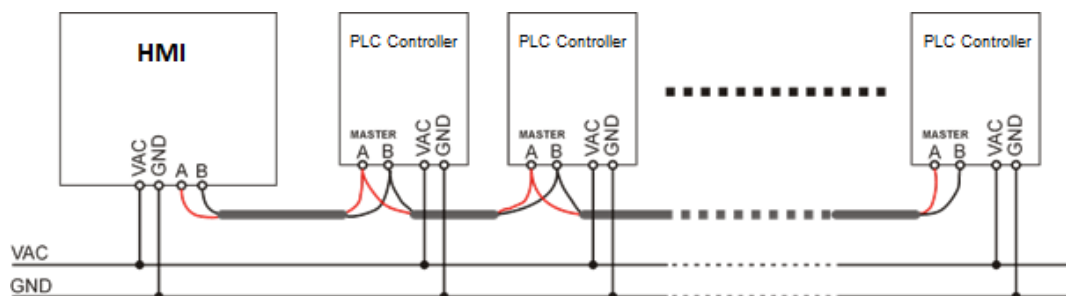 HMI
VAC
GND
A
B
PLC Controller
MASTER
A
B
VAC
GND
PLC Controller
MASTER
A
B
VAC
GND
PLC Controller
MASTER
A
B
VAC
GND
VAC
GND